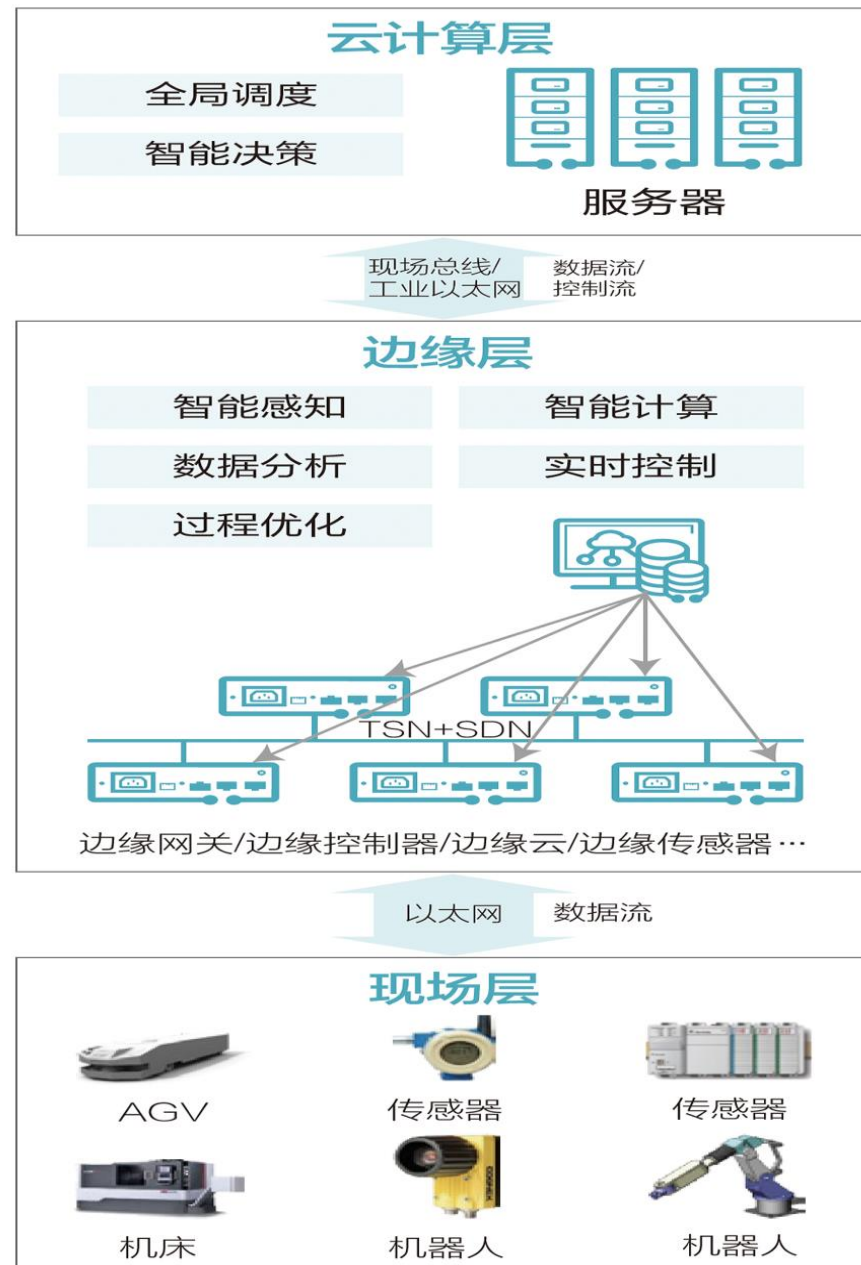 云计算层
全局调度
智能决策
服务器
现场总线/
工业以太网
数据流/
控制流
边缘层
智能感知
智能计算
数据分析
实时控制
过程优化
TSN+SDN
边缘网关/边缘控制器/边缘云/边缘传感器…
以太网
数据流
现场层
AGV
传感器
传感器
COGNEX
机床
机器人
机器人